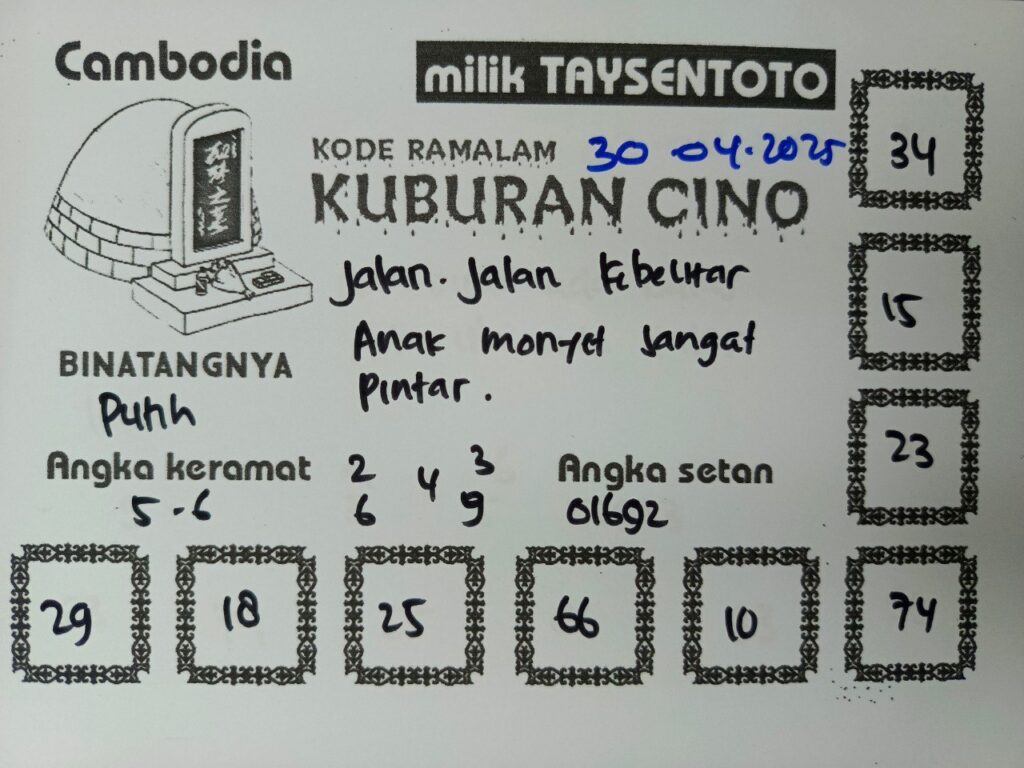 Cambodia
milik TAYSENTOTO
KODE RAMALAM 30 04.2025
KUBURAN CINO
Jalan. Jalan Kebelitar
Anak monyet sangat
Pintar.
BINATANGNYA
Putih
Angka keramat
5-6
2 4 3
6 9
Angka setan
01692
34
15
23
29 18 25 66 10 74